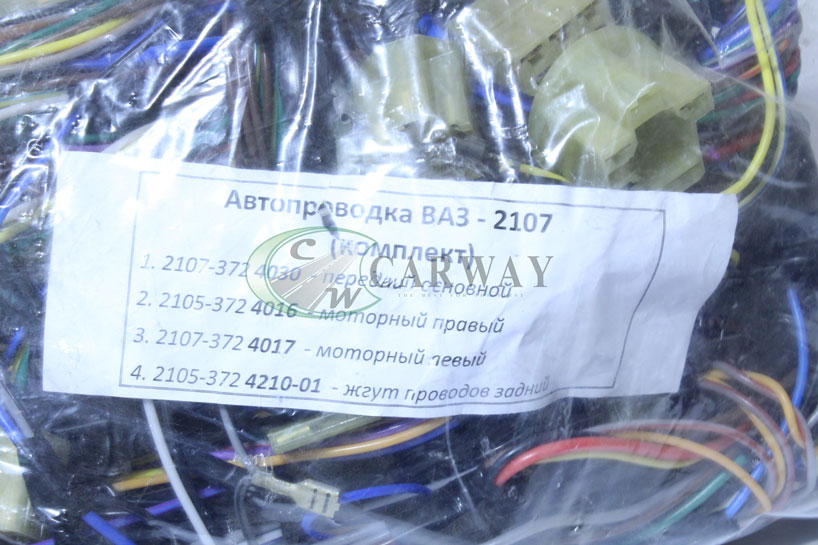 Автопроводка ВАЗ - 2107
(комплект)
1. 2107-372 4030 - передний основной
2. 2105-372 4016 - моторный правый
3. 2107-372 4017 - моторный левый
4. 2105-372 4210-01 - жгут проводов задний
CARWAY